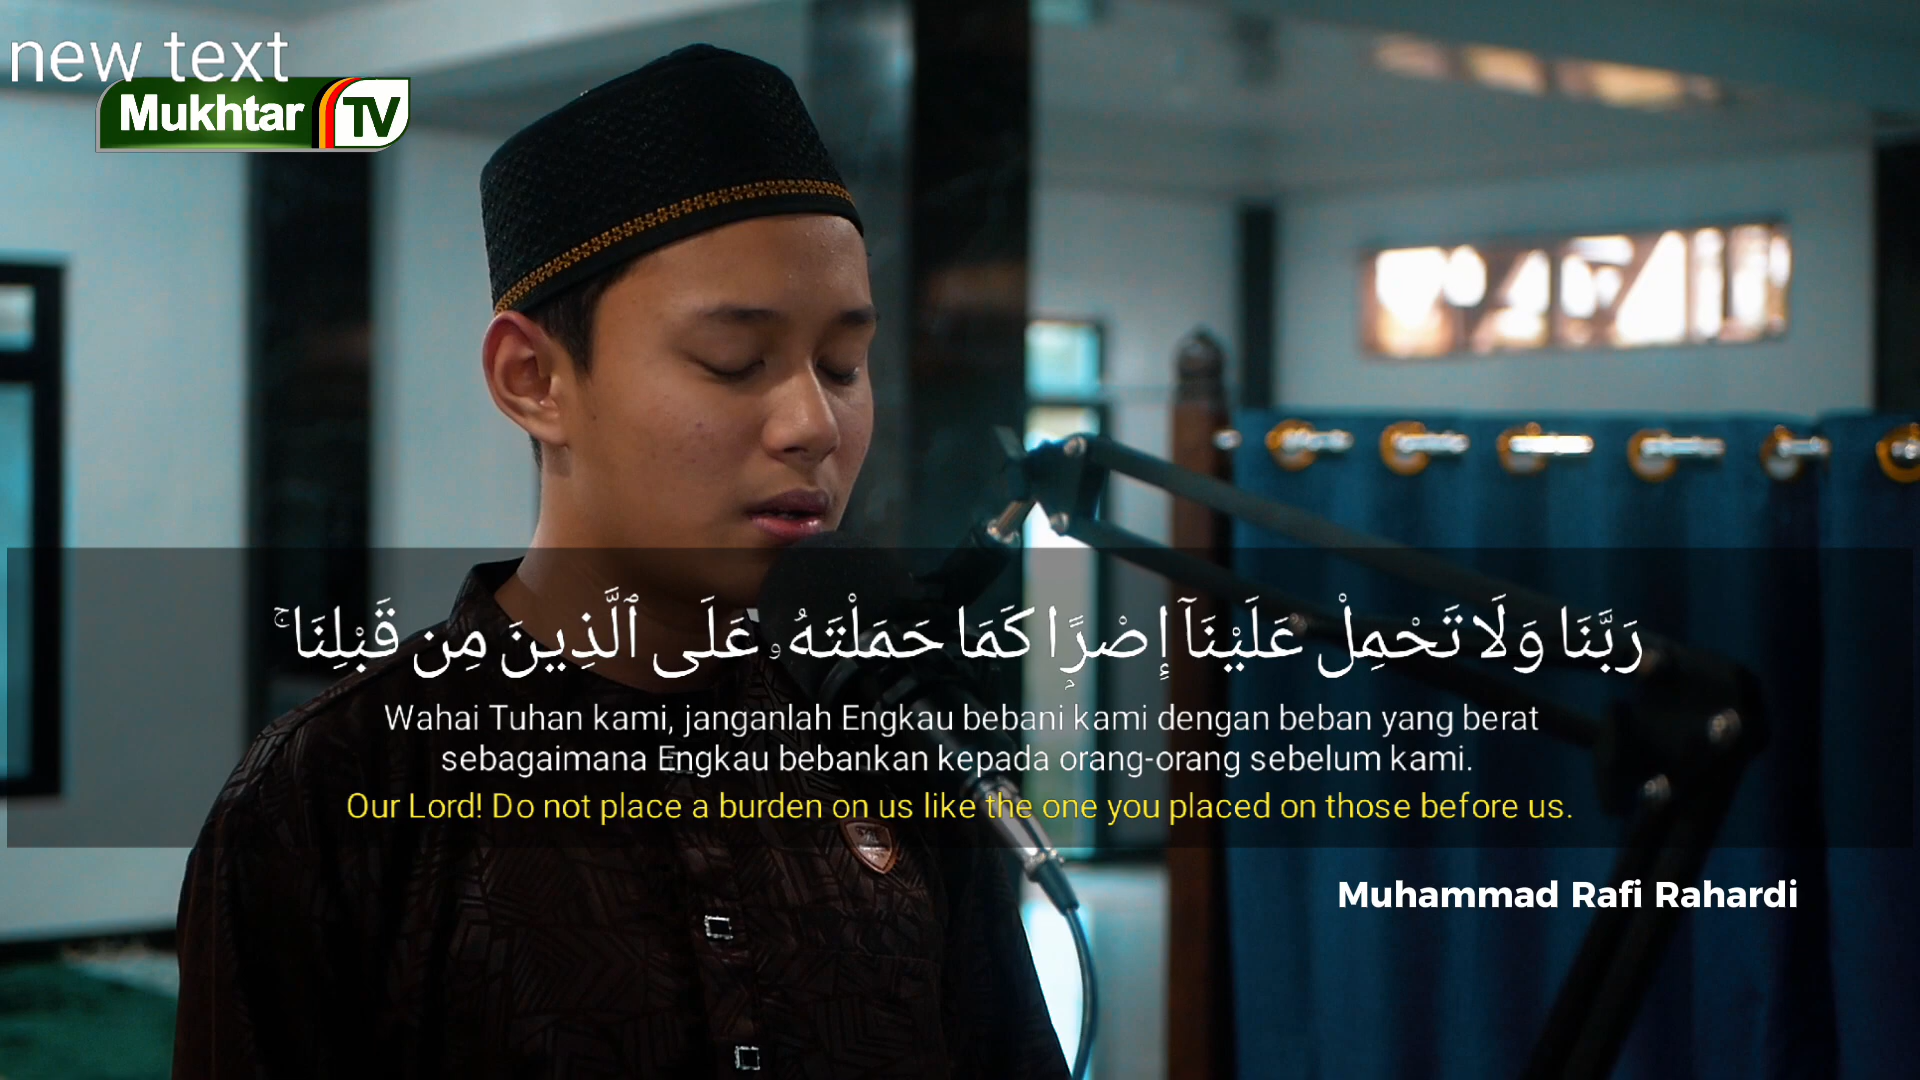 new text
Mukhtar TV
رَبَّنَا وَلَا تَحْمِلْ عَلَيْنَآ إِصْرًۭا كَمَا حَمَلْتَهُۥ عَلَى ٱلَّذِينَ مِن قَبْلِنَا ۚ
Wahai Tuhan kami, janganlah Engkau bebani kami dengan beban yang berat
sebagaimana Engkau bebankan kepada orang-orang sebelum kami.
Our Lord! Do not place a burden on us like the one you placed on those before us.
Muhammad Rafi Rahardi